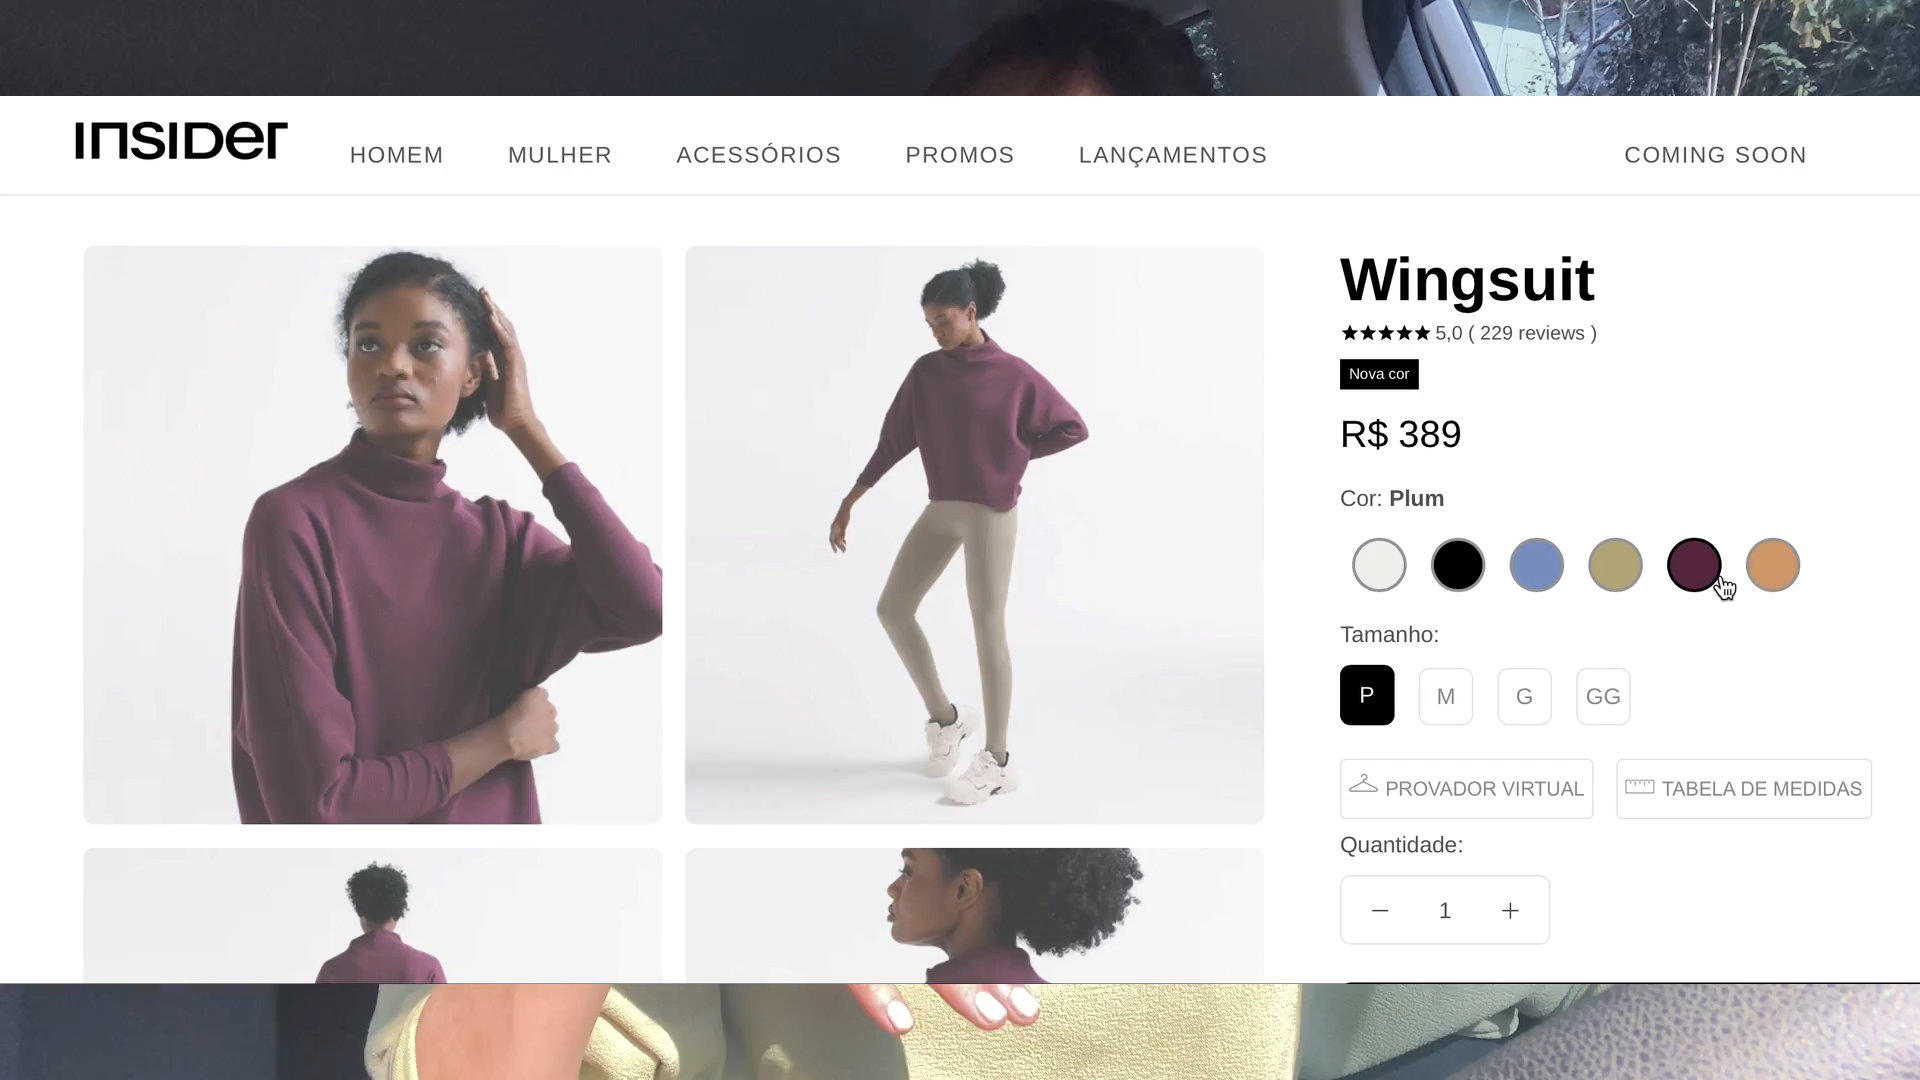 INSIDER
HOMEM
MULHER
ACESSÓRIOS
PROMOS
LANÇAMENTOS
COMING SOON
Wingsuit
★★★★★ 5,0 ( 229 reviews )
Nova cor
R$ 389
Cor: Plum
Tamanho:
P
M
G
GG
PROVADOR VIRTUAL
TABELA DE MEDIDAS
Quantidade:
− 1 +